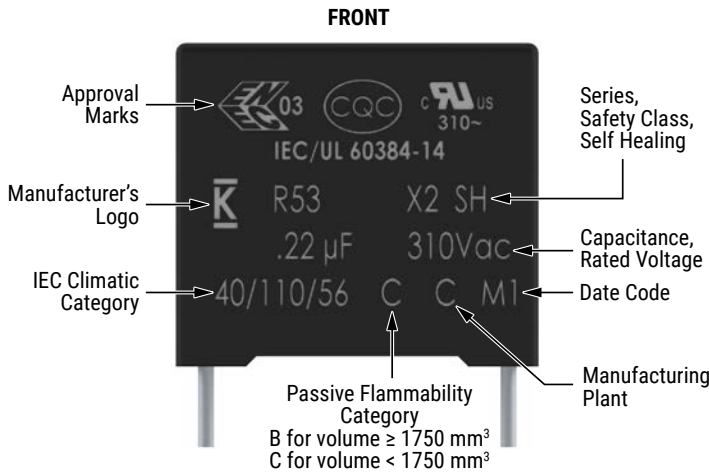 FRONT
Approval
Marks
03
CQC
c RU US
310~
IEC/UL 60384-14
Series,
Safety Class,
Self Healing
Manufacturer's
Logo
K
R53 X2 SH
.22 µF 310Vac
Capacitance,
Rated Voltage
IEC Climatic
Category
40/110/56 C C M1
Date Code
Passive Flammability
Category
B for volume ≥ 1750 mm³
C for volume < 1750 mm³
Manufacturing
Plant